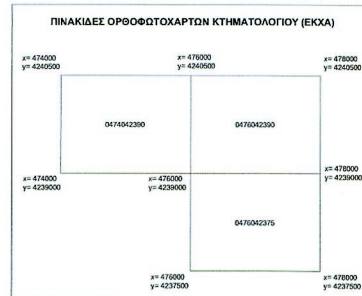 ΠΙΝΑΚΙΔΕΣ ΟΡΘΟΦΩΤΟΧΑΡΤΩΝ ΚΤΗΜΑΤΟΛΟΓΙΟΥ (ΕΚΧΑ)
x= 474000
y= 4240500
x= 476000
y= 4240500
x= 478000
y= 4240500
0474042390
0476042390
x= 474000
y= 4239000
x= 476000
y= 4239000
x= 478000
y= 4239000
0476042375
x= 476000
y= 4237500
x= 478000
y= 4237500